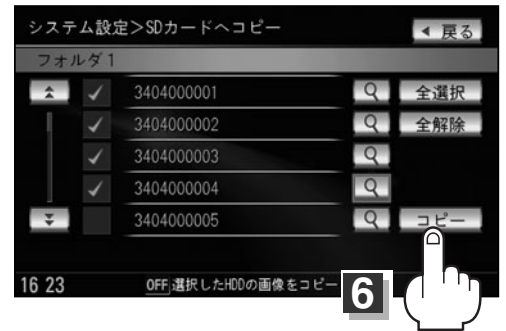 システム設定>SDカードへコピー
戻る
フォルダ1
3404000001
全選択
3404000002
全解除
3404000003
3404000004
3404000005
コピー
16 23
OFF 選択したHDDの画像をコピー
6